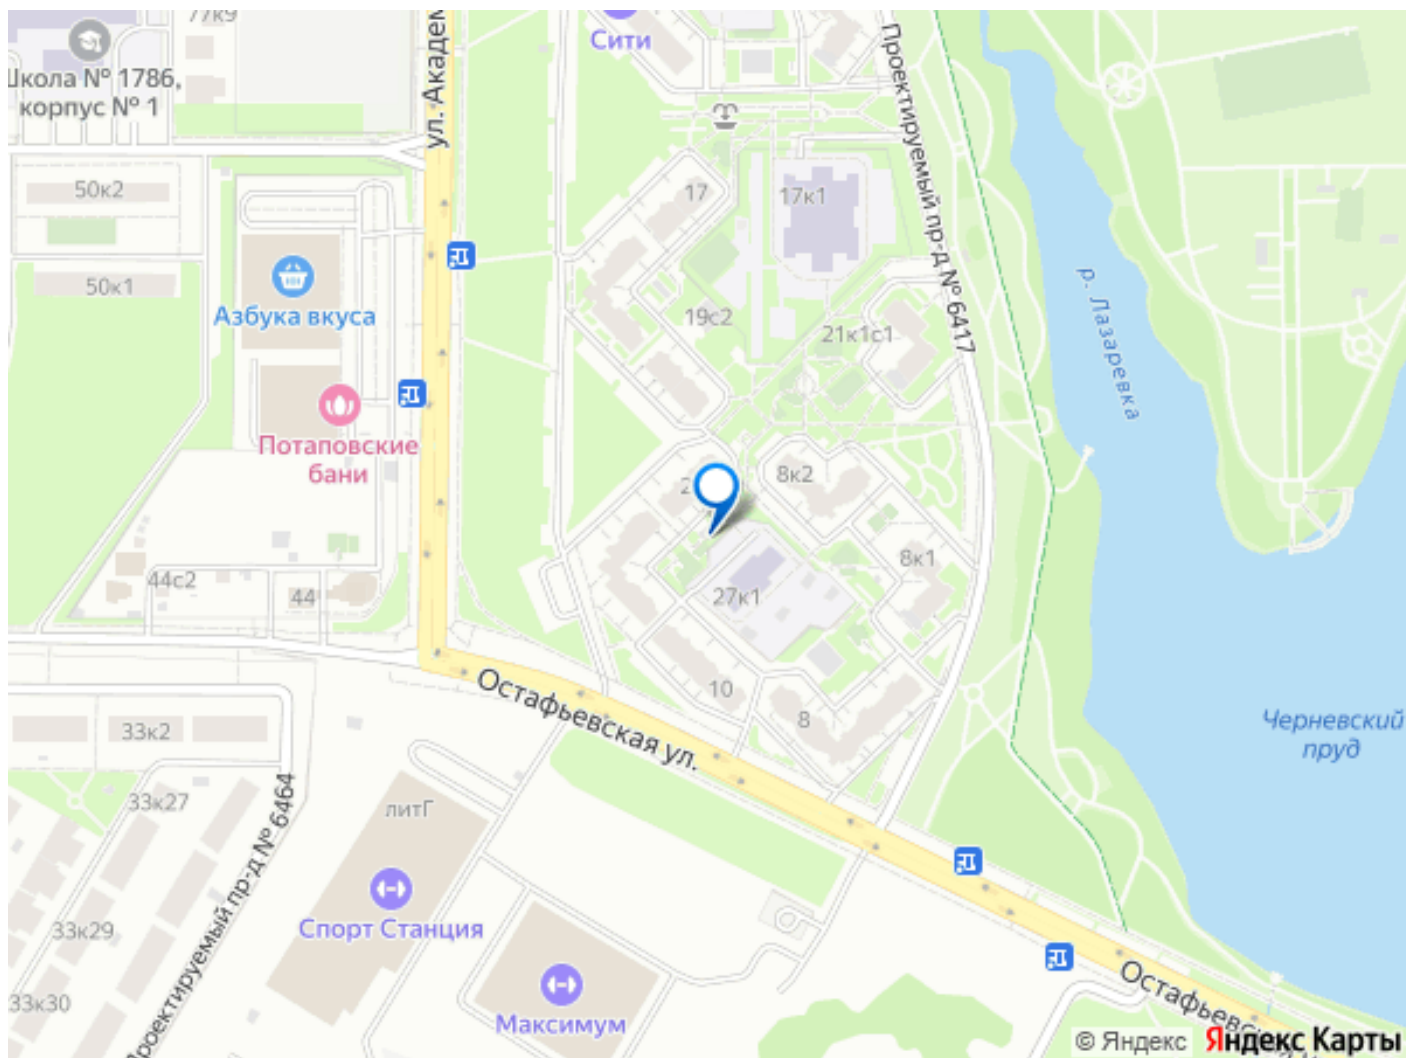 77к9
Школа № 1786,
корпус № 1
ул. Академ
Сити
Проектируемый пр-д № 6417
50к2
17
17к1
50к1
Азбука вкуса
19с2
21к1с1
р. Лазаревка
Потаповские
бани
2
8к2
8к1
44с2
44
27к1
10
8
Остафьевская ул.
Черневский
пруд
33к2
33к27
Проектируемый пр-д № 6464
литГ
Спорт Станция
33к29
33к30
Максимум
Остафьевская
© Яндекс
Яндекс Карты